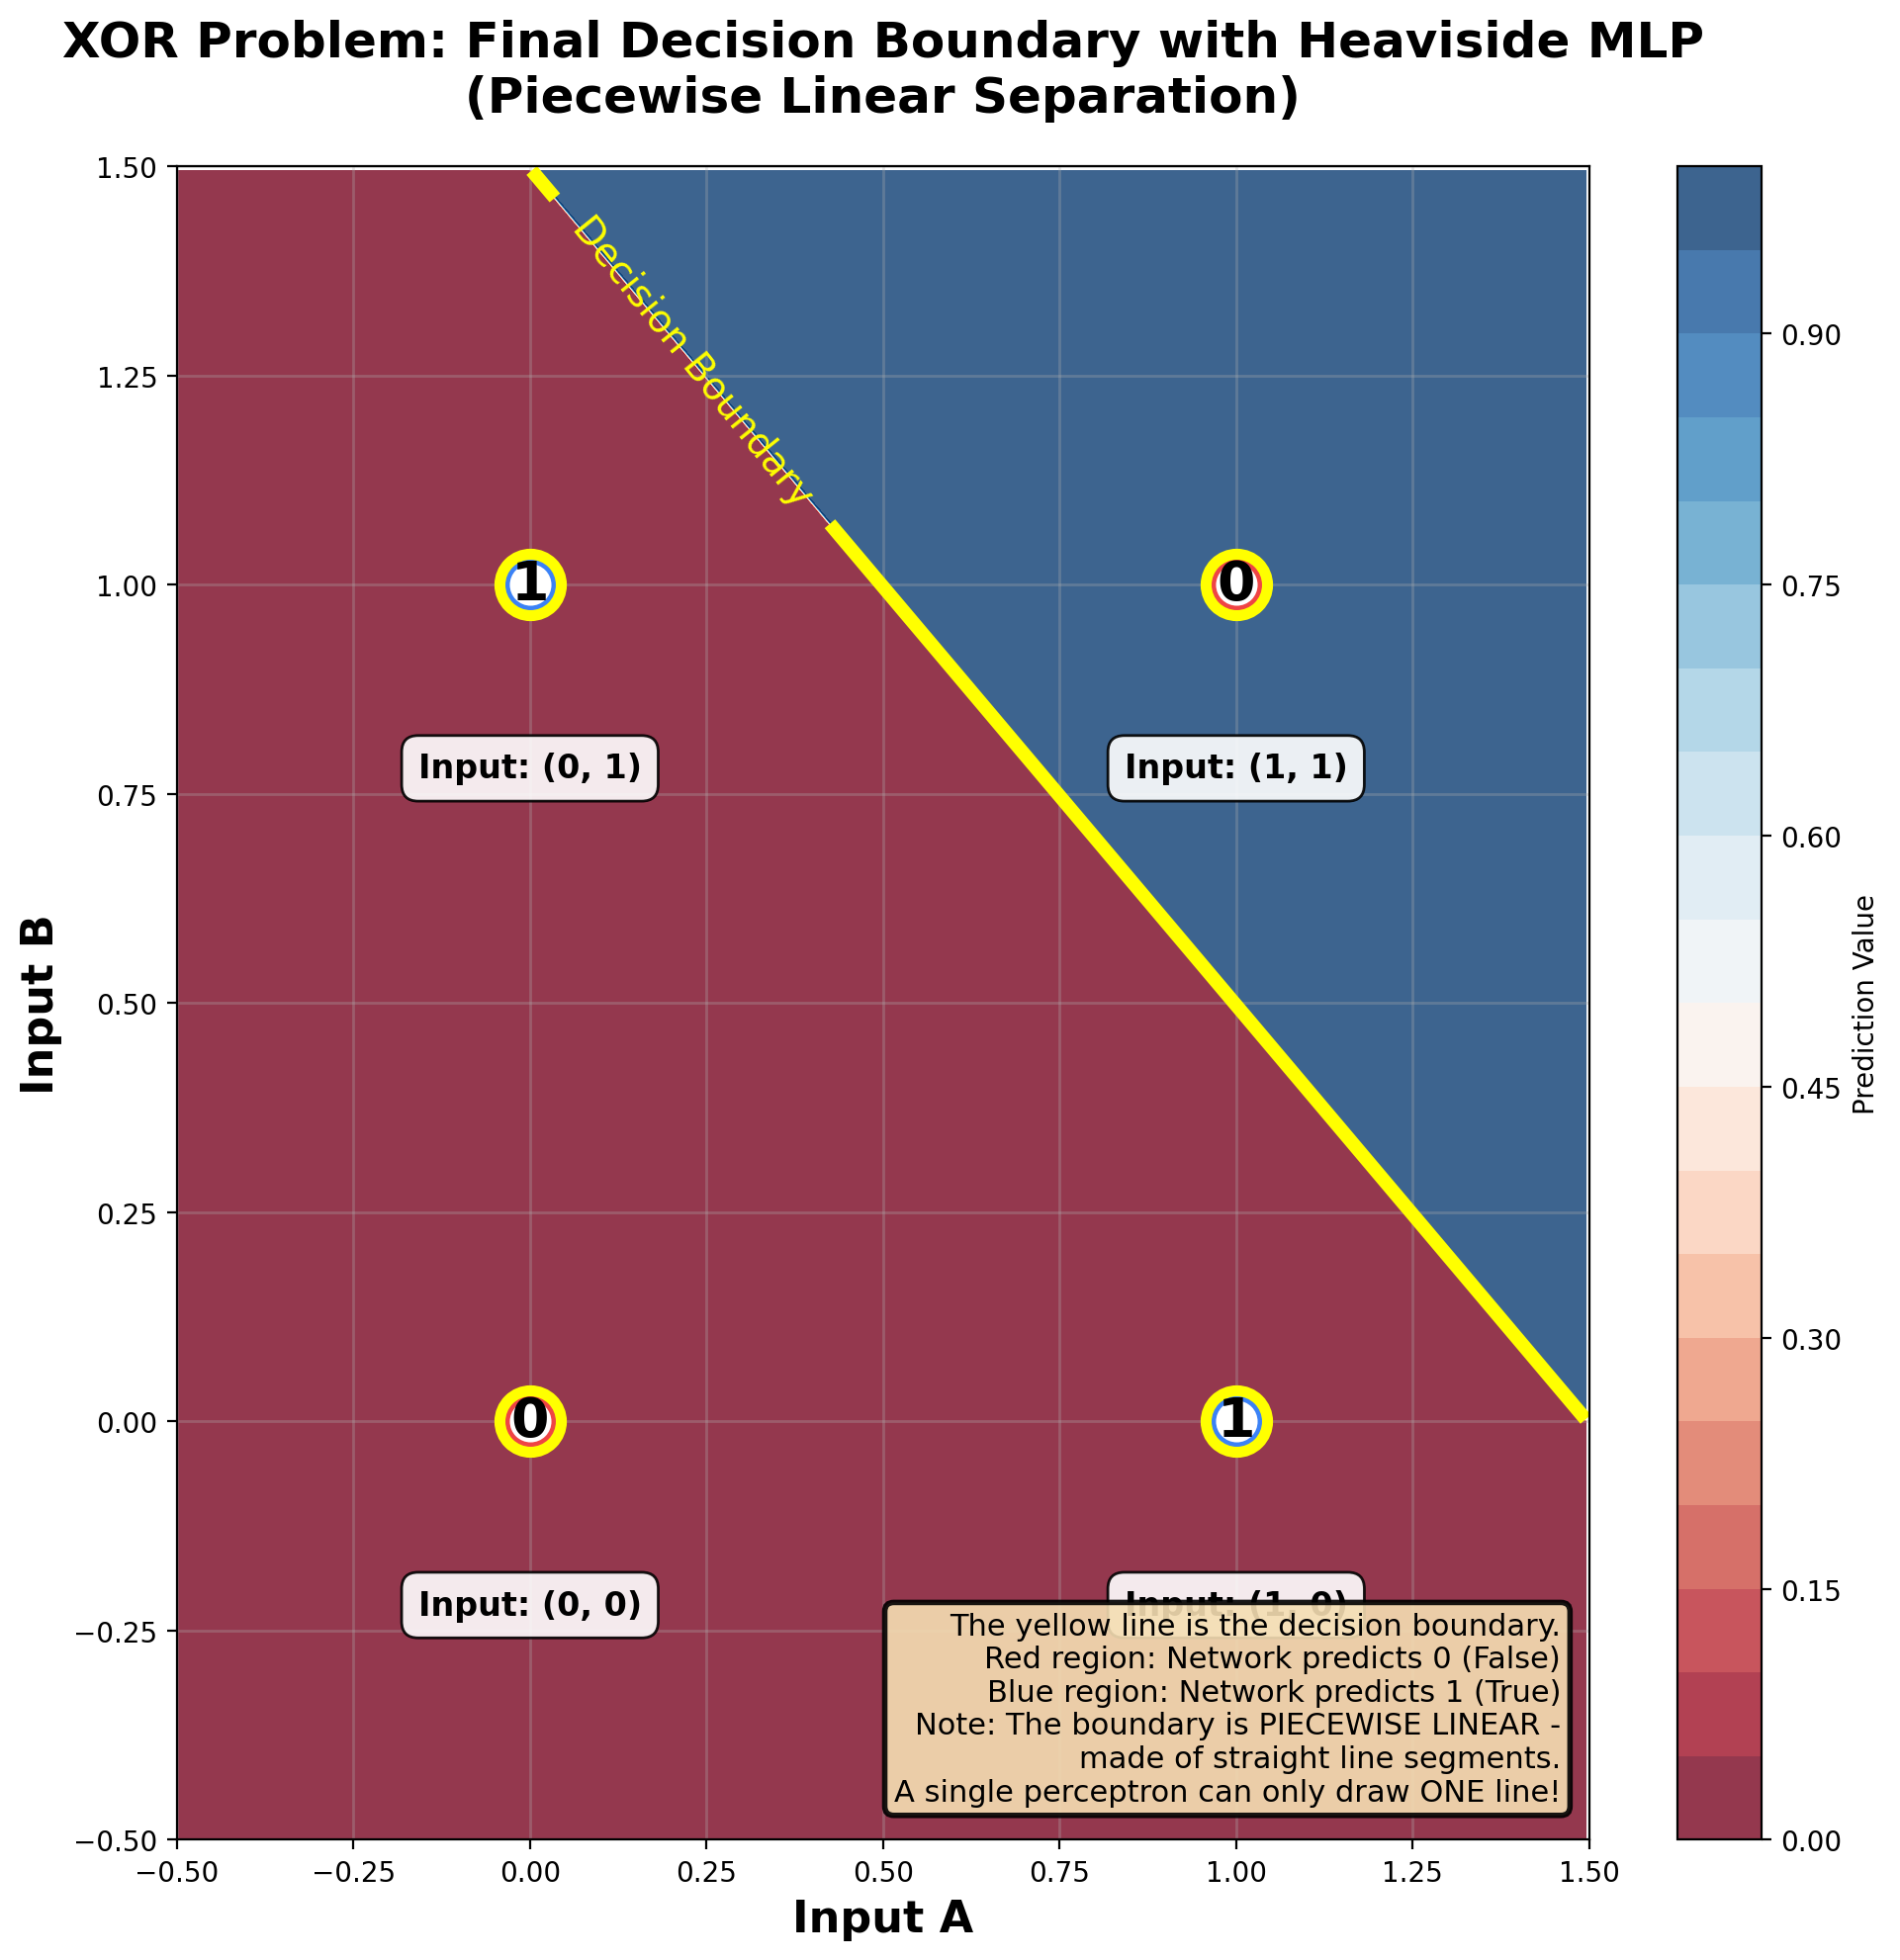 XOR Problem: Final Decision Boundary with Heaviside MLP
(Piecewise Linear Separation)
1.50
1.25
1.00
0.75
0.50
0.25
0.00
−0.25
−0.50
Input B
Decision Boundary
1
0
Input: (0, 1)
Input: (1, 1)
0
1
Input: (0, 0)
Input: (1, 0)
The yellow line is the decision boundary.
Red region: Network predicts 0 (False)
Blue region: Network predicts 1 (True)
Note: The boundary is PIECEWISE LINEAR -
made of straight line segments.
A single perceptron can only draw ONE line!
−0.50
−0.25
0.00
0.25
0.50
0.75
1.00
1.25
1.50
Input A
0.90
0.75
0.60
0.45
0.30
0.15
0.00
Prediction Value